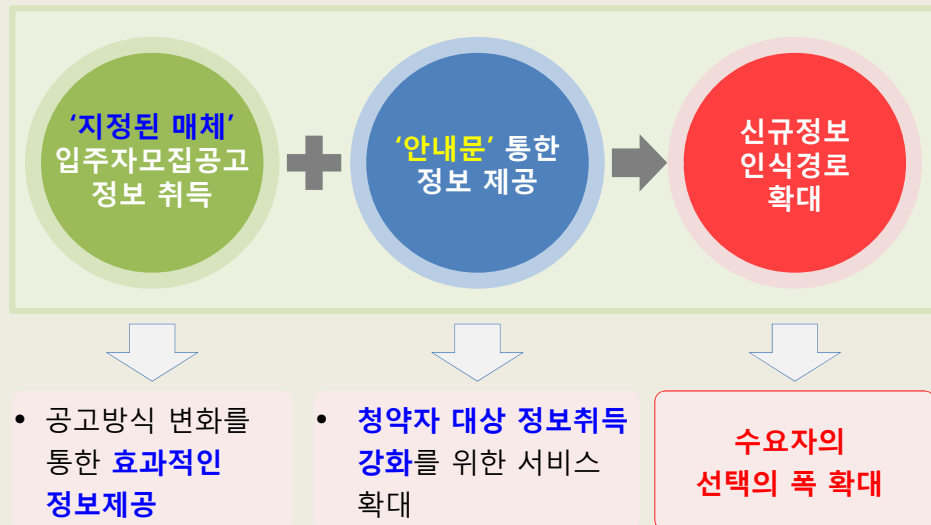 ‘지정된 매체’
입주자모집공고
정보 취득
‘안내문’ 통한
정보 제공
신규정보
인식경로
확대
• 공고방식 변화를
통한 효과적인
정보제공
• 청약자 대상 정보취득
강화를 위한 서비스
확대
수요자의
선택의 폭 확대